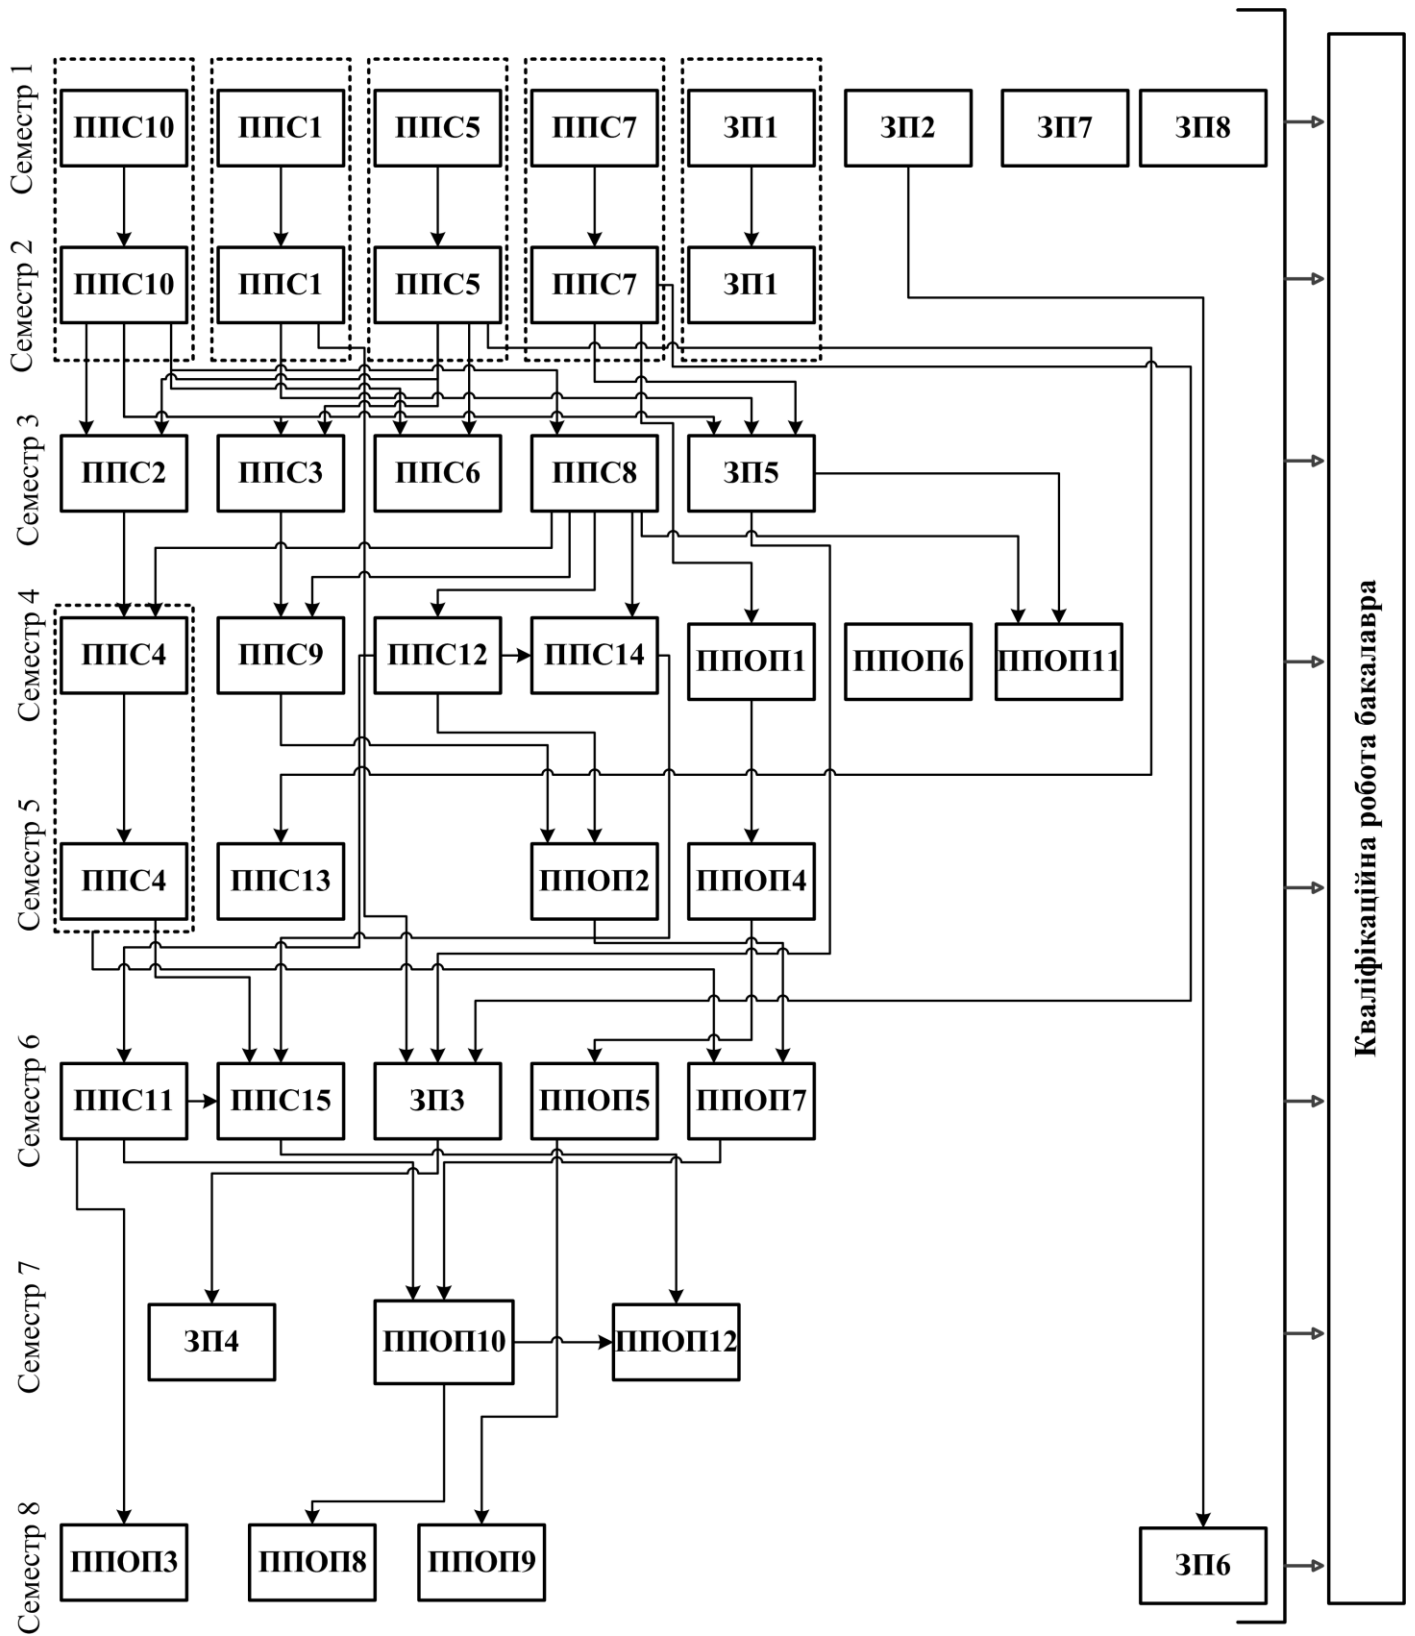 Семестр 1
ППС10
ППС1
ППС5
ППС7
ЗП1
ЗП2
ЗП7
ЗП8
Семестр 2
ППС10
ППС1
ППС5
ППС7
ЗП1
Семестр 3
ППС2
ППС3
ППС6
ППС8
ЗП5
Семестр 4
ППС4
ППС9
ППС12
ППС14
ППОП1
ППОП6
ППОП11
Семестр 5
ППС4
ППС13
ППОП2
ППОП4
Семестр 6
ППС11
ППС15
ЗП3
ППОП5
ППОП7
Семестр 7
ЗП4
ППОП10
ППОП12
Семестр 8
ППОП3
ППОП8
ППОП9
ЗП6
Кваліфікаційна робота бакалавра